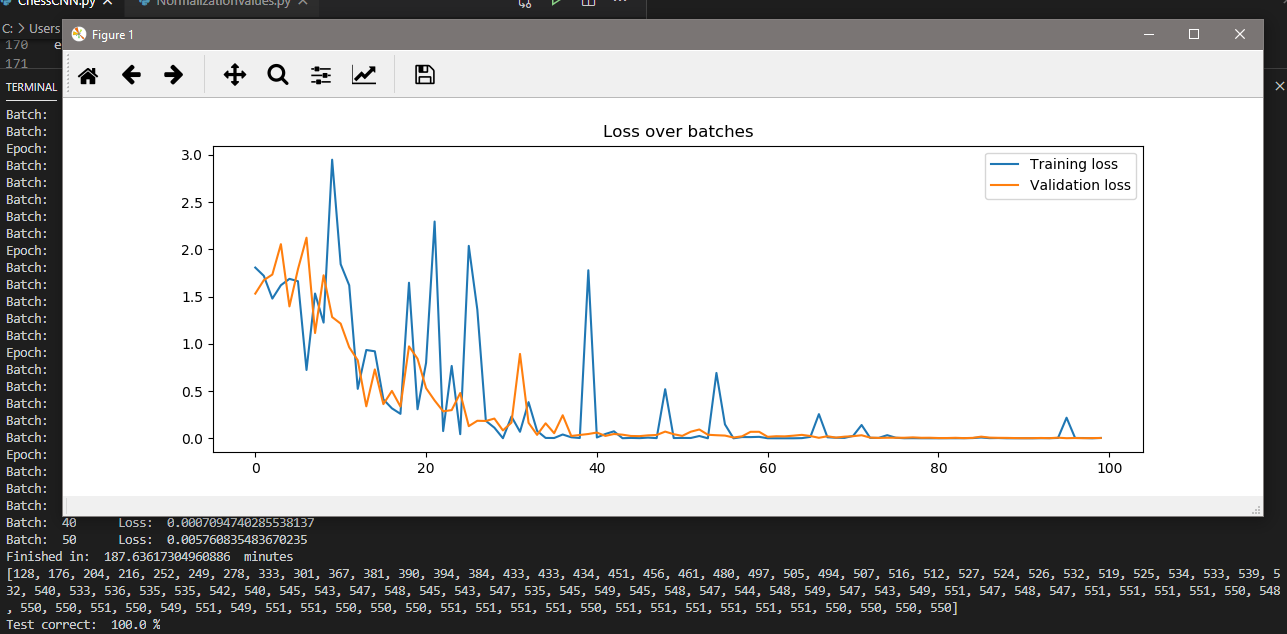 ChessCNN.py
NormalizationValues.py
C: > Users
Figure 1
170 e
171
TERMINAL
Loss over batches
Training loss
Validation loss
3.0
2.5
2.0
1.5
1.0
0.5
0.0
0 20 40 60 80 100
Batch:
Batch:
Epoch:
Batch:
Batch:
Batch:
Batch:
Batch:
Epoch:
Batch:
Batch:
Batch:
Batch:
Batch:
Epoch:
Batch:
Batch:
Batch:
Batch:
Batch:
Epoch:
Batch:
Batch:
Batch:
Batch: 40 Loss: 0.0007094740285538137
Batch: 50 Loss: 0.005760835483670235
Finished in: 187.63617304960886 minutes
[128, 176, 204, 216, 252, 249, 278, 333, 301, 367, 381, 390, 394, 384, 433, 433, 434, 451, 456, 461, 480, 497, 505, 494, 507, 516, 512, 527, 524, 526, 532, 519, 525, 534, 533, 539, 5
32, 540, 533, 536, 535, 535, 542, 540, 545, 543, 547, 548, 545, 543, 547, 535, 545, 549, 545, 548, 547, 544, 548, 549, 547, 543, 549, 551, 547, 548, 547, 551, 551, 551, 551, 550, 548
, 550, 550, 551, 550, 549, 551, 549, 551, 551, 550, 550, 550, 551, 551, 551, 550, 551, 551, 551, 551, 551, 551, 550, 550, 550, 550]
Test correct: 100.0 %